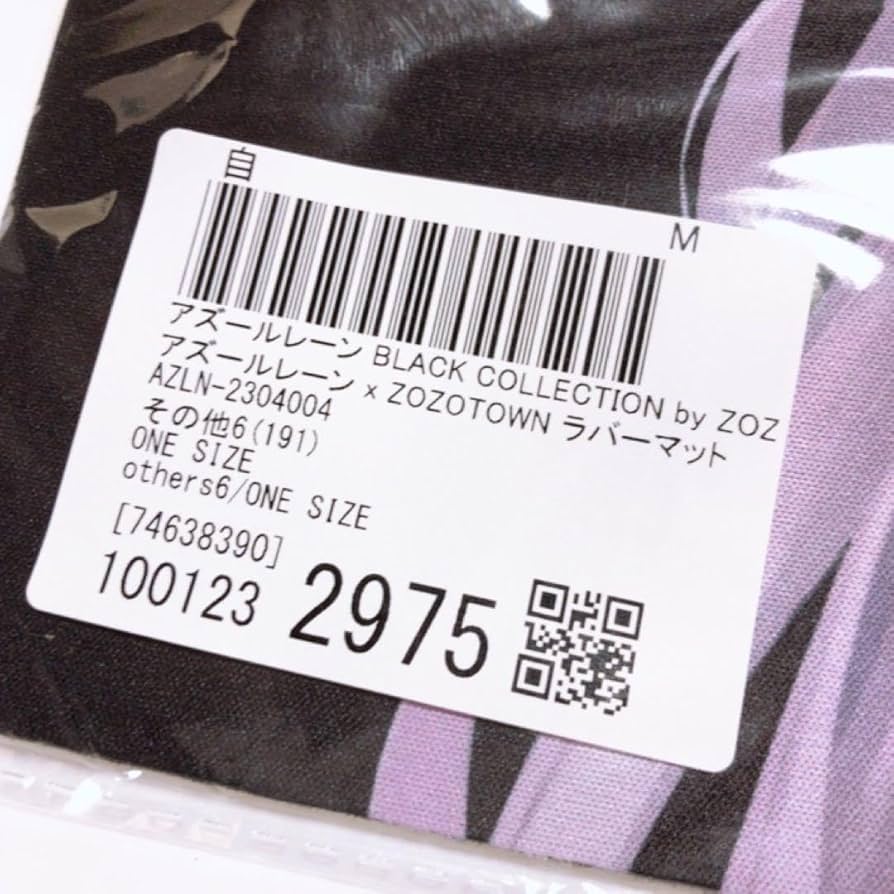 自
M
アズールレーン BLACK COLLECTION by ZOZ
アズールレーン × ZOZOTOWN ラバーマット
AZLN-2304004
その他6(191)
ONE SIZE
others6/ONE SIZE
[74638390]
100123 2975